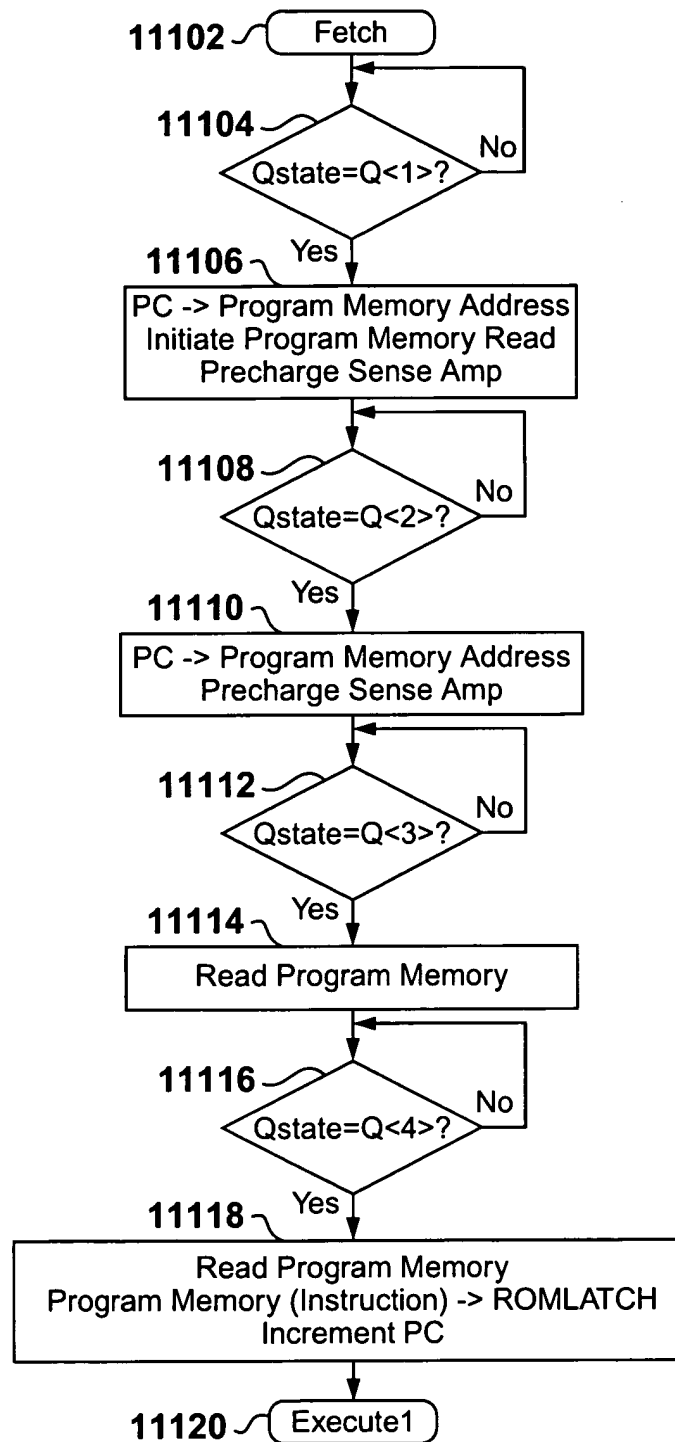 11102
Fetch
11104
Qstate=Q<1>?
No
Yes
11106
PC -> Program Memory Address
Initiate Program Memory Read
Precharge Sense Amp
11108
Qstate=Q<2>?
No
Yes
11110
PC -> Program Memory Address
Precharge Sense Amp
11112
Qstate=Q<3>?
No
Yes
11114
Read Program Memory
11116
Qstate=Q<4>?
No
Yes
11118
Read Program Memory
Program Memory (Instruction) -> ROMLATCH
Increment PC
11120
Execute1